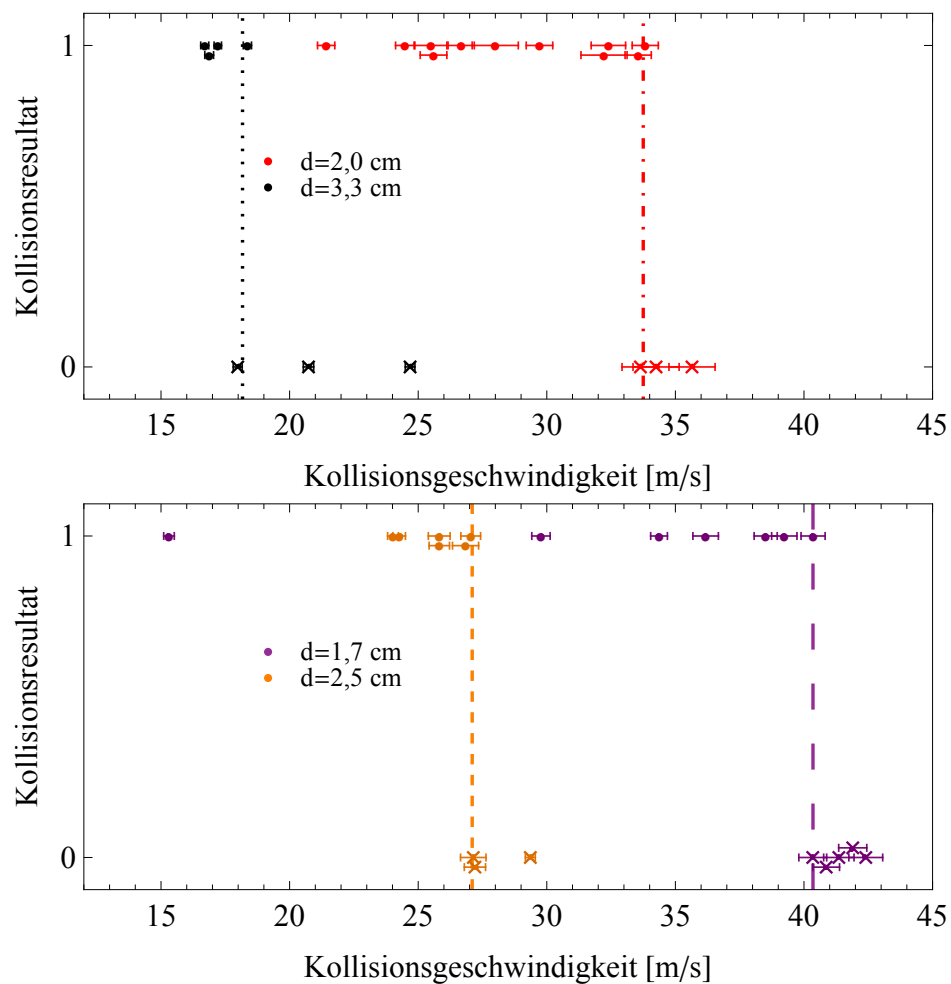 1
Kollisionsresultat
d=2,0 cm
d=3,3 cm
0
15 20 25 30 35 40 45
Kollisionsgeschwindigkeit [m/s]
1
Kollisionsresultat
d=1,7 cm
d=2,5 cm
0
15 20 25 30 35 40 45
Kollisionsgeschwindigkeit [m/s]